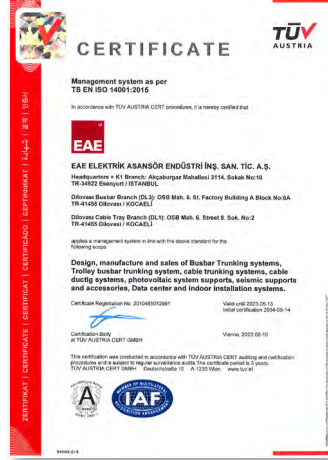 TÜV
AUSTRIA
CERTIFICATE
Management system as per
TS EN ISO 14001:2015
In accordance with TÜV AUSTRIA CERT procedures, it is hereby certified that
EAE
EAE ELEKTRİK ASANSÖR ENDÜSTRİ İNŞ. SAN. TİC. A.Ş.
Headquarters + K1 Branch: Akçaburgaz Mahallesi 3114. Sokak No:10
TR-34522 Esenyurt / ISTANBUL
Dilovası Busbar Branch (DL3): OSB Mah. 6. St. Factory Building A Block No:5A
TR-41455 Dilovası / KOCAELİ
Dilovası Cable Tray Branch (DL1): OSB Mah. 6. Street 8. Sok. No:2
TR-41455 Dilovası / KOCAELİ
applies a management system in line with the above standard for the
following scope
Design, manufacture and sales of Busbar Trunking systems,
Trolley busbar trunking system, cable trunking systems, cable
ductig systems, photovoltaic system supports, seismic supports
and accessories, Data center and indoor installation systems.
Certificate Registration No. 2010465012981
Valid until 2023-05-13
Initial certification 2004-05-14
Certification Body
at TÜV AUSTRIA CERT GMBH
Vienna, 2022-05-10
This certification was conducted in accordance with TÜV AUSTRIA CERT auditing and certification
procedures and is subject to regular surveillance audits. The certificate period is 3 years.
TÜV AUSTRIA CERT GMBH Deutschstraße 10 A-1230 Wien www.tuv.at
IAF
ZERTIFIKAT | CERTIFICATE | CERTIFICADO | СЕРТИФИКАТ